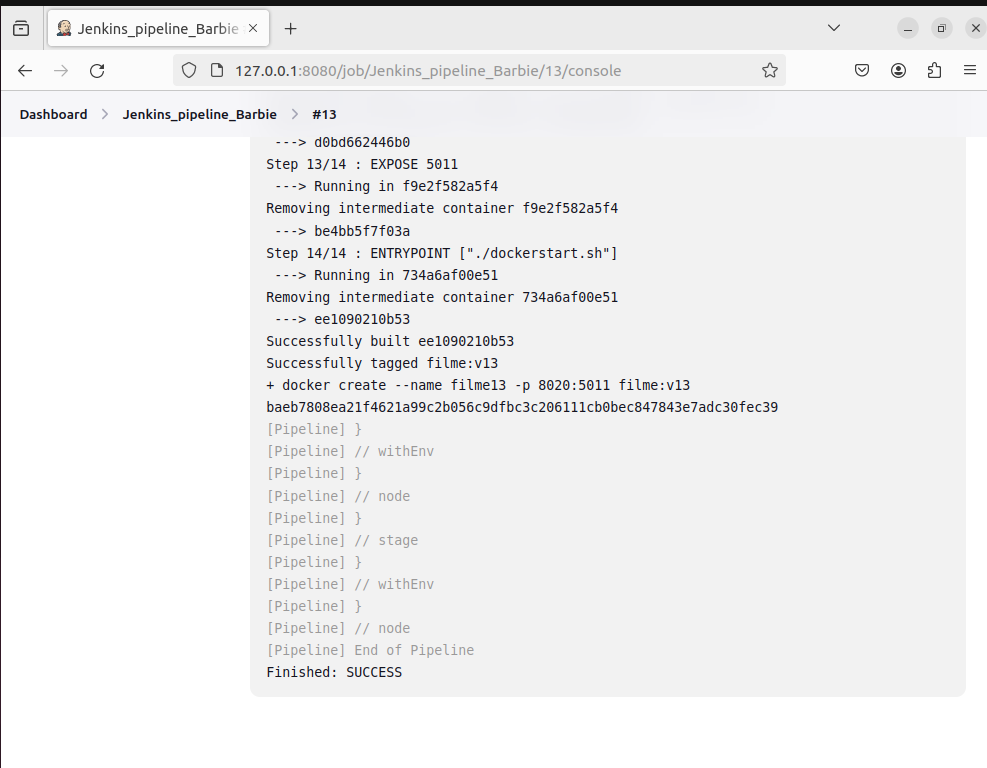 Jenkins_pipeline_Barbie
127.0.0.1:8080/job/Jenkins_pipeline_Barbie/13/console
Dashboard > Jenkins_pipeline_Barbie > #13
---> d0bd662446b0
Step 13/14 : EXPOSE 5011
---> Running in f9e2f582a5f4
Removing intermediate container f9e2f582a5f4
---> be4bb5f7f03a
Step 14/14 : ENTRYPOINT ["./dockerstart.sh"]
---> Running in 734a6af00e51
Removing intermediate container 734a6af00e51
---> ee1090210b53
Successfully built ee1090210b53
Successfully tagged filme:v13
+ docker create --name filme13 -p 8020:5011 filme:v13
baeb7808ea21f4621a99c2b056c9dfbc3c206111cb0bec847843e7adc30fec39
[Pipeline] }
[Pipeline] // withEnv
[Pipeline] }
[Pipeline] // node
[Pipeline] }
[Pipeline] // stage
[Pipeline] }
[Pipeline] // withEnv
[Pipeline] }
[Pipeline] // node
[Pipeline] End of Pipeline
Finished: SUCCESS